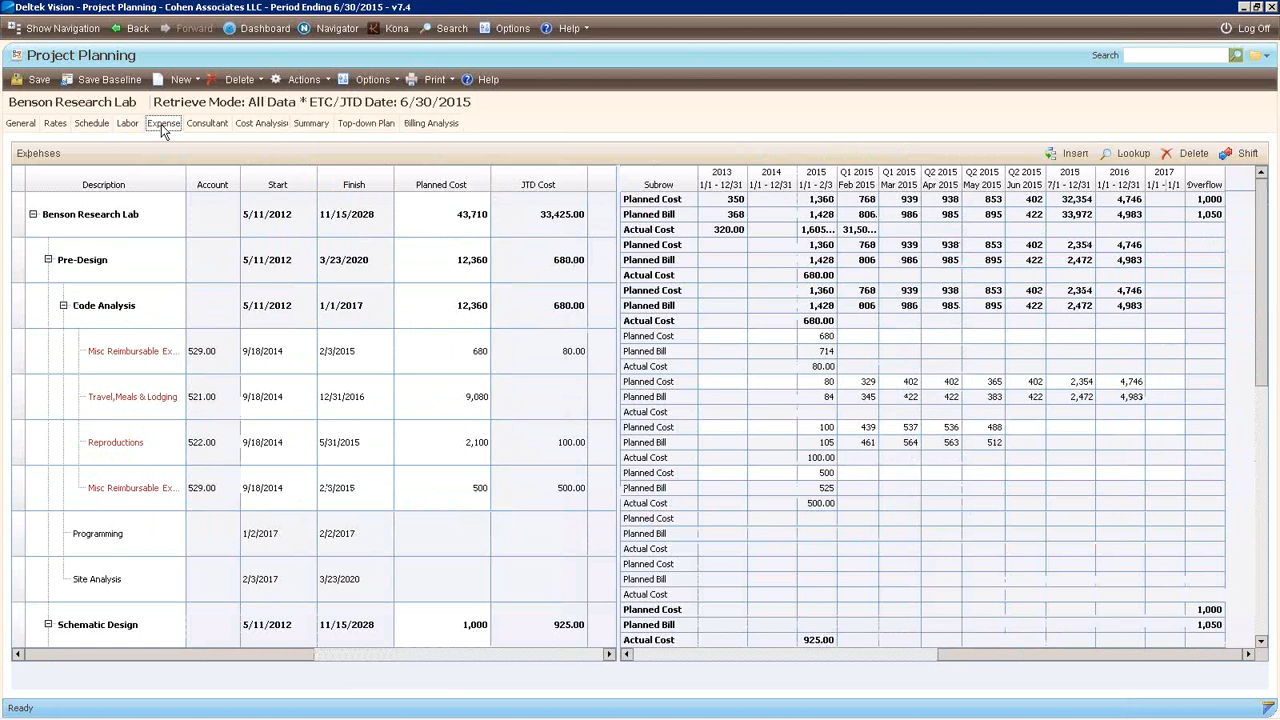 Deltek Vision - Project Planning - Cohen Associates LLC - Period Ending 6/30/2015 - v7.4
Show Navigation Back Forward Dashboard Navigator Kona Search Options Help Log Off
Project Planning Search
Save Save Baseline New Delete Actions Options Print Help
Benson Research Lab Retrieve Mode: All Data * ETC/JTD Date: 6/30/2015
General Rates Schedule Labor Expense Consultant Cost Analysis Summary Top-down Plan Billing Analysis
Expenses Insert Lookup Delete Shift
2013 2014 2015 Q1 2015 Q1 2015 Q2 2015 Q2 2015 Q2 2015 2015 2016 2017
Description Account Start Finish Planned Cost JTD Cost Subrow 1/1 - 12/31 1/1 - 12/31 1/1 - 2/3 Feb 2015 Mar 2015 Apr 2015 May 2015 Jun 2015 7/1 - 12/31 1/1 - 12/31 1/1 - 1/1 Overflow
Planned Cost 350 1,360 768 939 938 853 402 32,354 4,746 1,000
Benson Research Lab 5/11/2012 11/15/2028 43,710 33,425.00 Planned Bill 368 1,428 806 986 985 895 422 33,972 4,983 1,050
Actual Cost 320.00 1,605... 31,50...
Planned Cost 1,360 768 939 938 853 402 2,354 4,746
Pre-Design 5/11/2012 3/23/2020 12,360 680.00 Planned Bill 1,428 806 986 985 895 422 2,472 4,983
Actual Cost 680.00
Planned Cost 1,360 768 939 938 853 402 2,354 4,746
Code Analysis 5/11/2012 1/1/2017 12,360 680.00 Planned Bill 1,428 806 986 985 895 422 2,472 4,983
Actual Cost 680.00
Planned Cost 680
Misc Reimbursable Ex... 529.00 9/18/2014 2/3/2015 680 80.00 Planned Bill 714
Actual Cost 80.00
Planned Cost 80 329 402 402 365 402 2,354 4,746
Travel,Meals & Lodging 521.00 9/18/2014 12/31/2016 9,080 Planned Bill 84 345 422 422 383 422 2,472 4,983
Actual Cost
Planned Cost 100 439 537 536 488
Reproductions 522.00 9/18/2014 5/31/2015 2,100 100.00 Planned Bill 105 461 564 563 512
Actual Cost 100.00
Planned Cost 500
Misc Reimbursable Ex... 529.00 9/18/2014 2/3/2015 500 500.00 Planned Bill 525
Actual Cost 500.00
Planned Cost
Programming 1/2/2017 2/2/2017 Planned Bill
Actual Cost
Planned Cost
Site Analysis 2/3/2017 3/23/2020 Planned Bill
Actual Cost
Planned Cost 1,000
Schematic Design 5/11/2012 11/15/2028 1,000 925.00 Planned Bill 1,050
Actual Cost 925.00
Ready